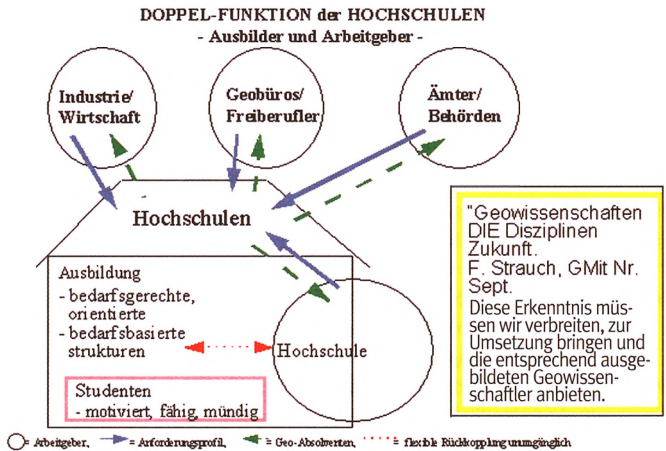 DOPPEL-FUNKTION der HOCHSCHULEN
- Ausbilder und Arbeitgeber -
Industrie/
Wirtschaft
Geobüros/
Freiberufler
Ämter/
Behörden
Hochschulen
Ausbildung
- bedarfsgerechte,
orientierte
- bedarfsbasierte
strukturen
Hochschule
Studenten
- motiviert, fähig, mündig
"Geowissenschaften
DIE Disziplinen
Zukunft.
F. Strauch, GMit Nr.
Sept.
Diese Erkenntnis müs-
sen wir verbreiten, zur
Umsetzung bringen und
die entsprechend ausge-
bildeten Geowissen-
schaftler anbieten.
= Arbeitgeber, = Anforderungsprofil, = Geo-Absolventen, = flexible Rückkopplung unumgänglich